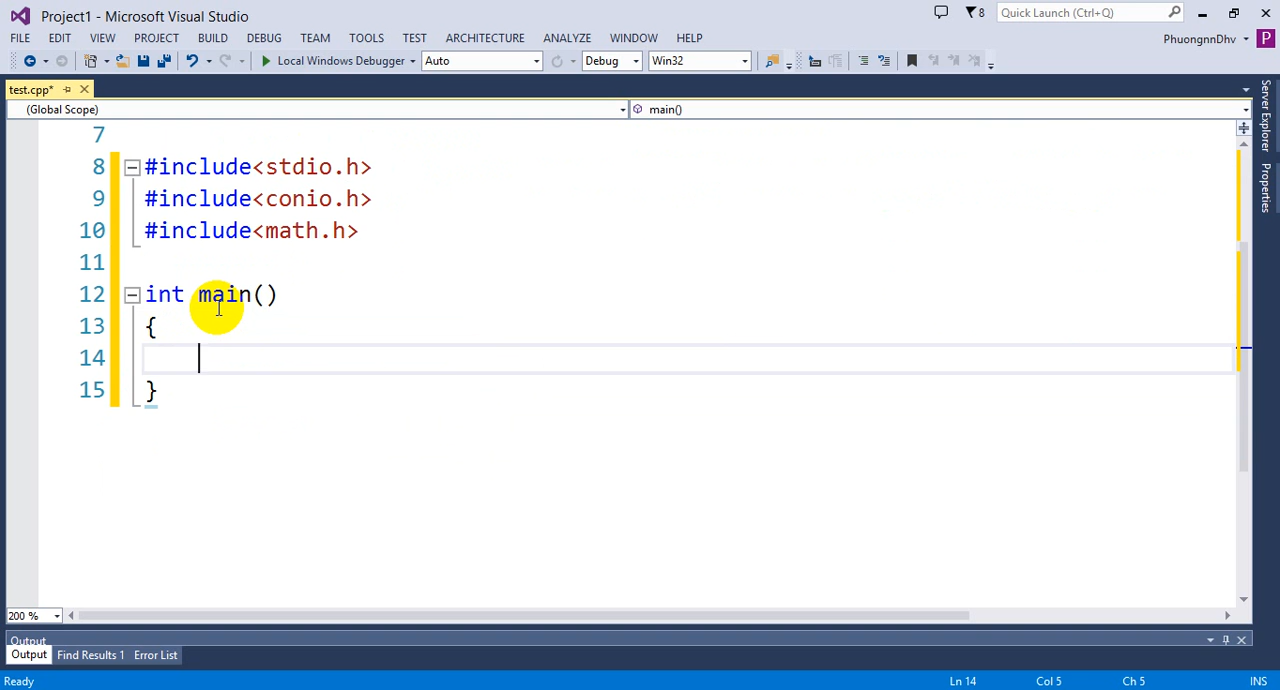 Project1 - Microsoft Visual Studio
8
Quick Launch (Ctrl+Q)
FILE EDIT VIEW PROJECT BUILD DEBUG TEAM TOOLS TEST ARCHITECTURE ANALYZE WINDOW HELP
PhuongnnDhv
P
Local Windows Debugger
Auto
Debug
Win32
test.cpp*
(Global Scope)
main()
Server Explorer
Properties
7
8 #include<stdio.h>
9 #include<conio.h>
10 #include<math.h>
11
12 int main()
13 {
14
15 }
200 %
Output
Output Find Results 1 Error List
Ready
Ln 14
Col 5
Ch 5
INS